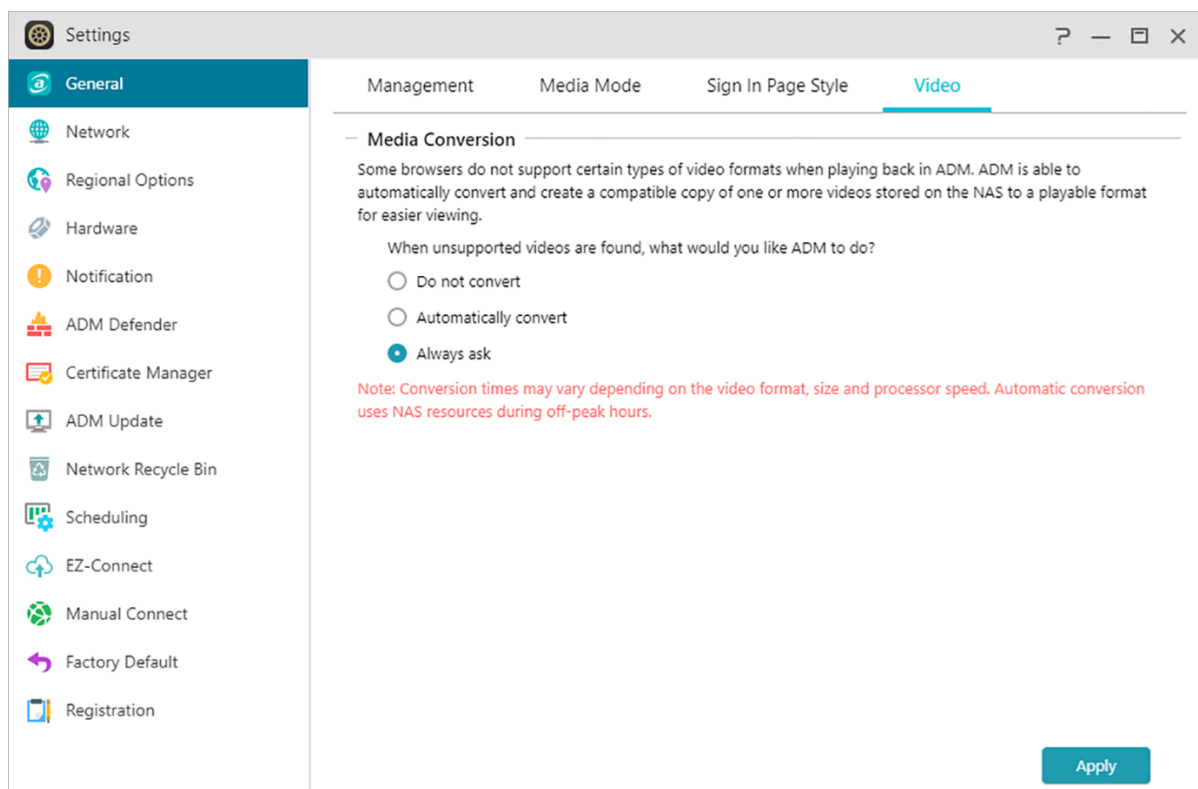 Settings
General
Network
Regional Options
Hardware
Notification
ADM Defender
Certificate Manager
ADM Update
Network Recycle Bin
Scheduling
EZ-Connect
Manual Connect
Factory Default
Registration
Management Media Mode Sign In Page Style Video
Media Conversion
Some browsers do not support certain types of video formats when playing back in ADM. ADM is able to
automatically convert and create a compatible copy of one or more videos stored on the NAS to a playable format
for easier viewing.
When unsupported videos are found, what would you like ADM to do?
Do not convert
Automatically convert
Always ask
Note: Conversion times may vary depending on the video format, size and processor speed. Automatic conversion
uses NAS resources during off-peak hours.
Apply